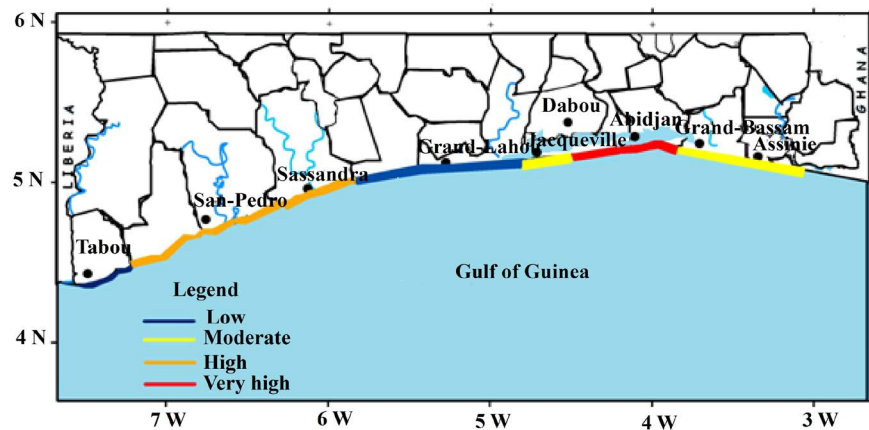 6 N
5 N
4 N
LIBERIA
GHANA
Dabou
Abidjan
Grand-Bassam
Grand-Laho
Jacqueville
Assinie
Sassandra
San-Pedro
Tabou
Gulf of Guinea
Legend
Low
Moderate
High
Very high
7 W
6 W
5 W
4 W
3 W